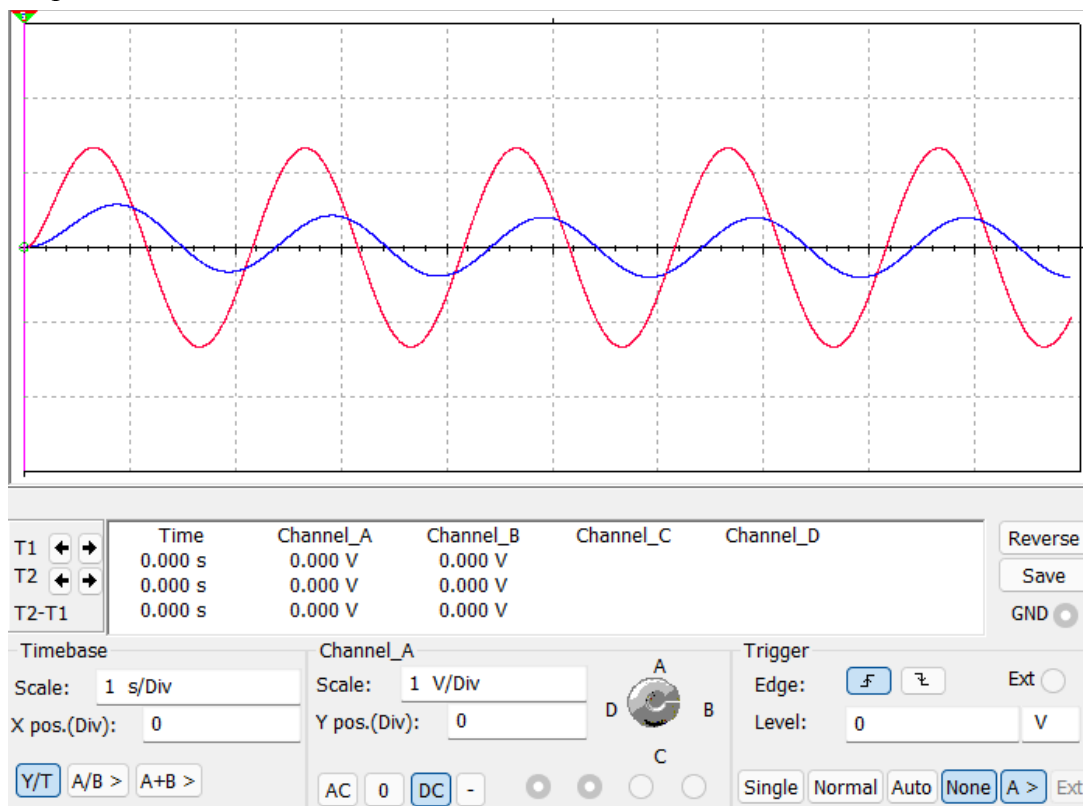 Time Channel_A Channel_B Channel_C Channel_D
T1 0.000 s 0.000 V 0.000 V
T2 0.000 s 0.000 V 0.000 V
T2-T1 0.000 s 0.000 V 0.000 V
Reverse
Save
GND
Timebase
Scale: 1 s/Div
X pos.(Div): 0
Y/T A/B > A+B >
Channel_A
Scale: 1 V/Div
Y pos.(Div): 0
AC 0 DC -
A
D B
C
Trigger
Edge: Ext
Level: 0 V
Single Normal Auto None A > Ext